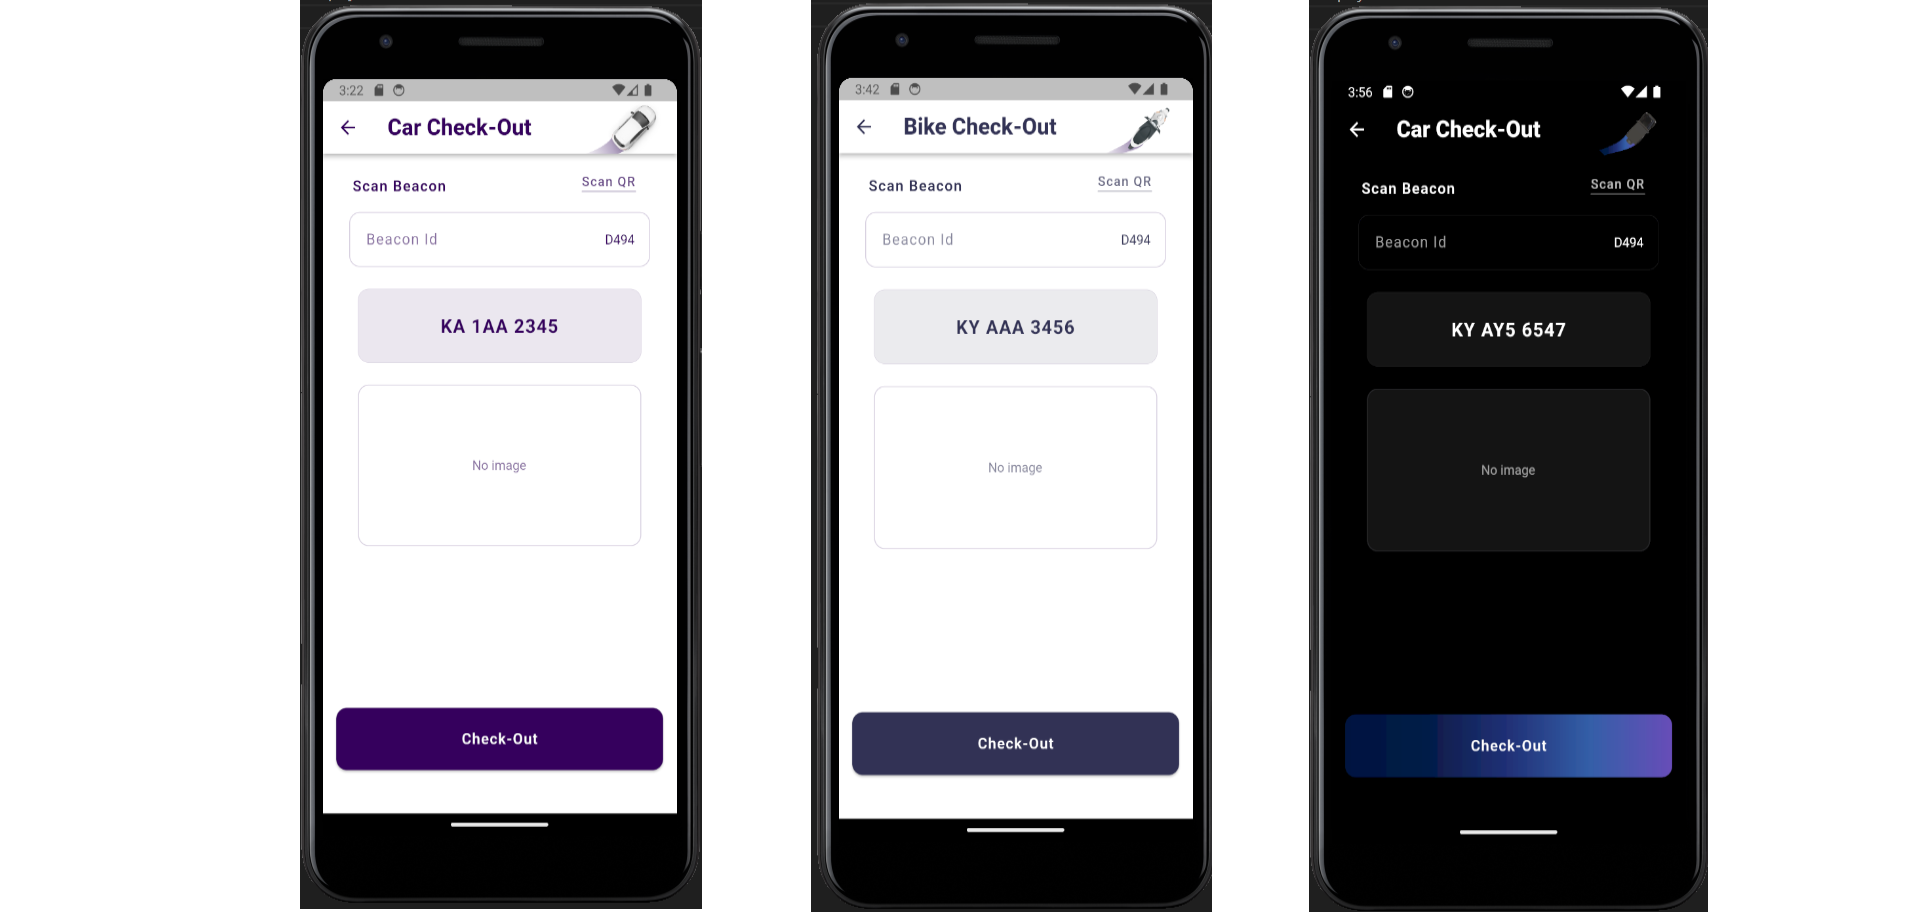 3:22
Car Check-Out
Scan Beacon
Scan QR
Beacon Id
D494
KA 1AA 2345
No image
Check-Out
3:42
Bike Check-Out
Scan Beacon
Scan QR
Beacon Id
D494
KY AAA 3456
No image
Check-Out
3:56
Car Check-Out
Scan Beacon
Scan QR
Beacon Id
D494
KY AY5 6547
No image
Check-Out